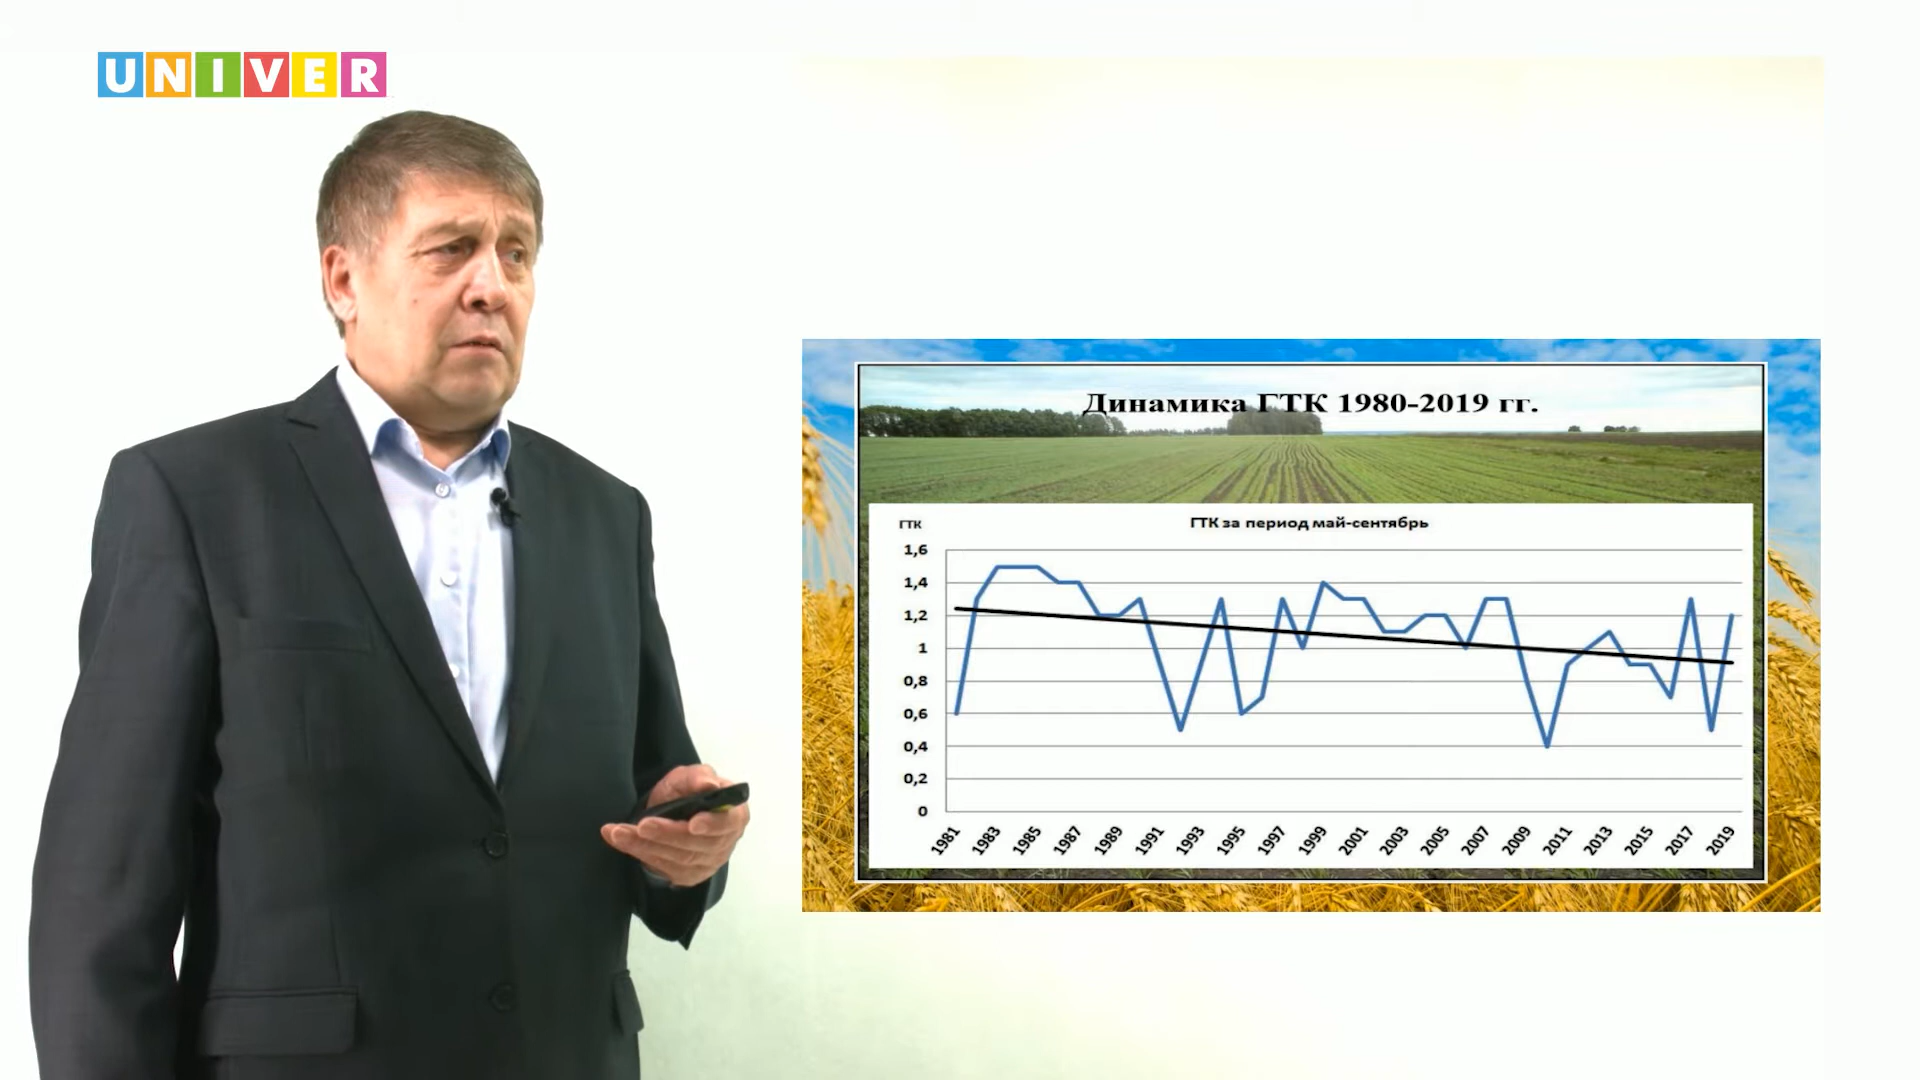 UNIVER
Динамика ГТК 1980-2019 гг.
ГТК за период май-сентябрь
ГТК
1,6
1,4
1,2
1
0,8
0,6
0,4
0,2
0
1981 1983 1985 1987 1989 1991 1993 1995 1997 1999 2001 2003 2005 2007 2009 2011 2013 2015 2017 2019